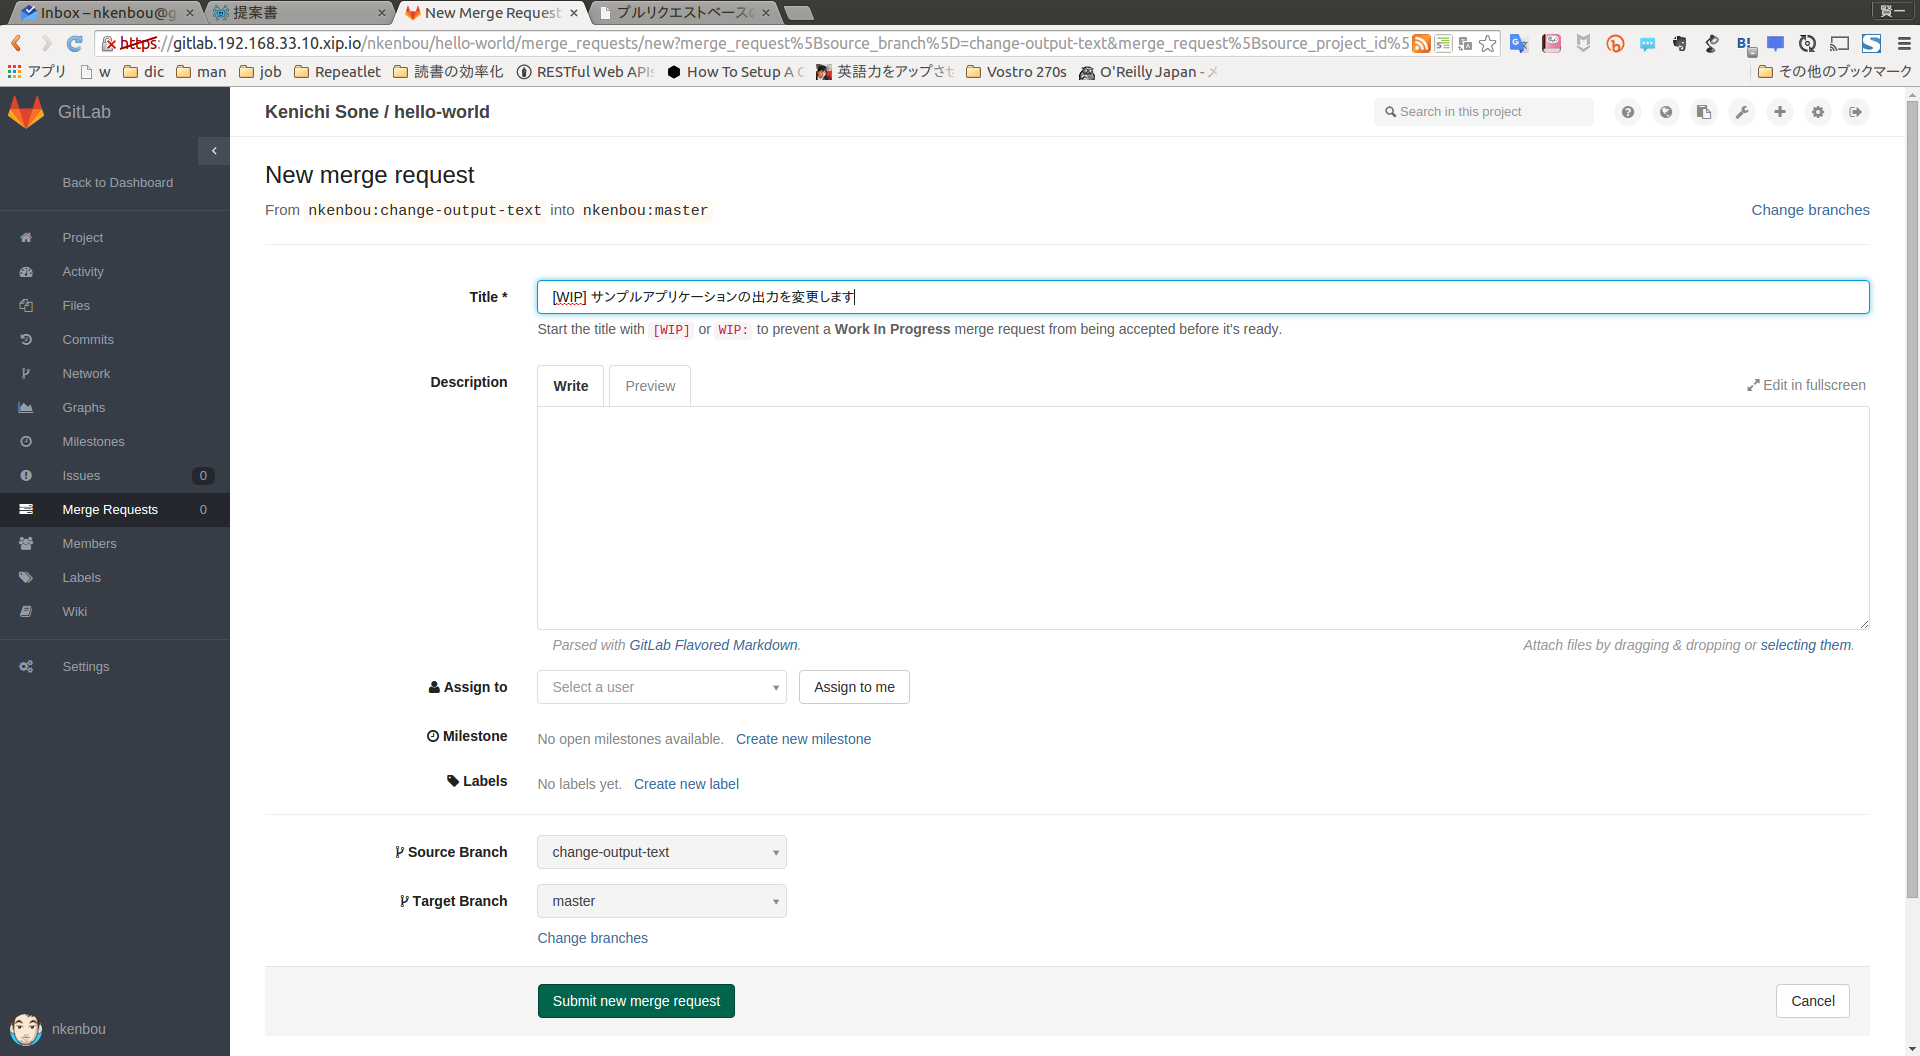 Inbox – nkenbou@g
提案書
New Merge Request
プルリクエストベース
賢一
https://gitlab.192.168.33.10.xip.io/nkenbou/hello-world/merge_requests/new?merge_request%5Bsource_branch%5D=change-output-text&merge_request%5Bsource_project_id%5
アプリ
w
dic
man
job
Repeatlet
読書の効率化
RESTful Web APIs
How To Setup A C
英語力をアップさせ
Vostro 270s
O'Reilly Japan - メ
その他のブックマーク
GitLab
Kenichi Sone / hello-world
Search in this project
Back to Dashboard
Project
Activity
Files
Commits
Network
Graphs
Milestones
Issues 0
Merge Requests 0
Members
Labels
Wiki
Settings
nkenbou
New merge request
From nkenbou:change-output-text into nkenbou:master
Change branches
Title *
[WIP] サンプルアプリケーションの出力を変更します
Start the title with [WIP] or WIP: to prevent a Work In Progress merge request from being accepted before it's ready.
Description
Write
Preview
Edit in fullscreen
Parsed with GitLab Flavored Markdown.
Attach files by dragging & dropping or selecting them.
Assign to
Select a user
Assign to me
Milestone
No open milestones available. Create new milestone
Labels
No labels yet. Create new label
Source Branch
change-output-text
Target Branch
master
Change branches
Submit new merge request
Cancel